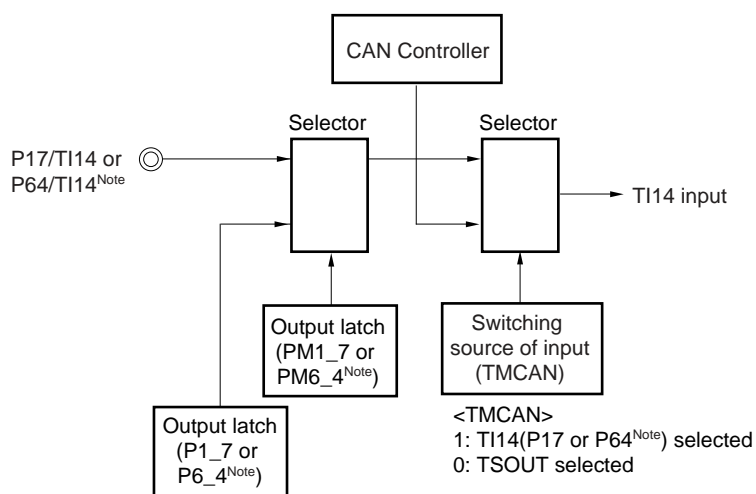 CAN Controller
Selector
Selector
P17/TI14 or
P64/TI14Note
TI14 input
Output latch
(PM1_7 or
PM6_4Note)
Switching
source of input
(TMCAN)
Output latch
(P1_7 or
P6_4Note)
<TMCAN>
1: TI14(P17 or P64Note) selected
0: TSOUT selected